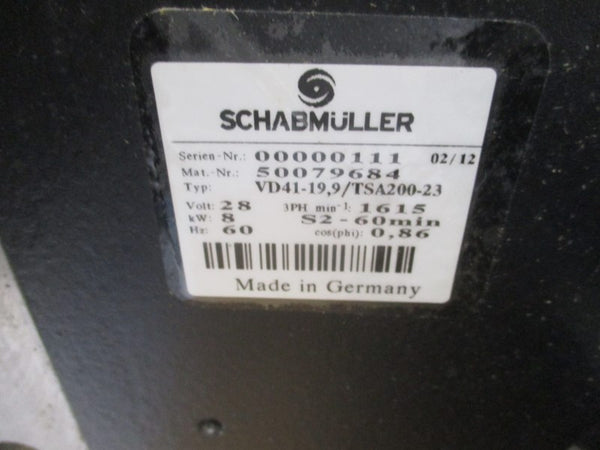 SCHABMÜLLER
Serien-Nr.: 00000111 02/12
Mat.-Nr.: 50079684
Typ: VD41-19,9/TSA200-23
Volt: 28 3PH min⁻¹: 1615
kW: 8 S2-60min
Hz: 60 cos(phi): 0,86
Made in Germany